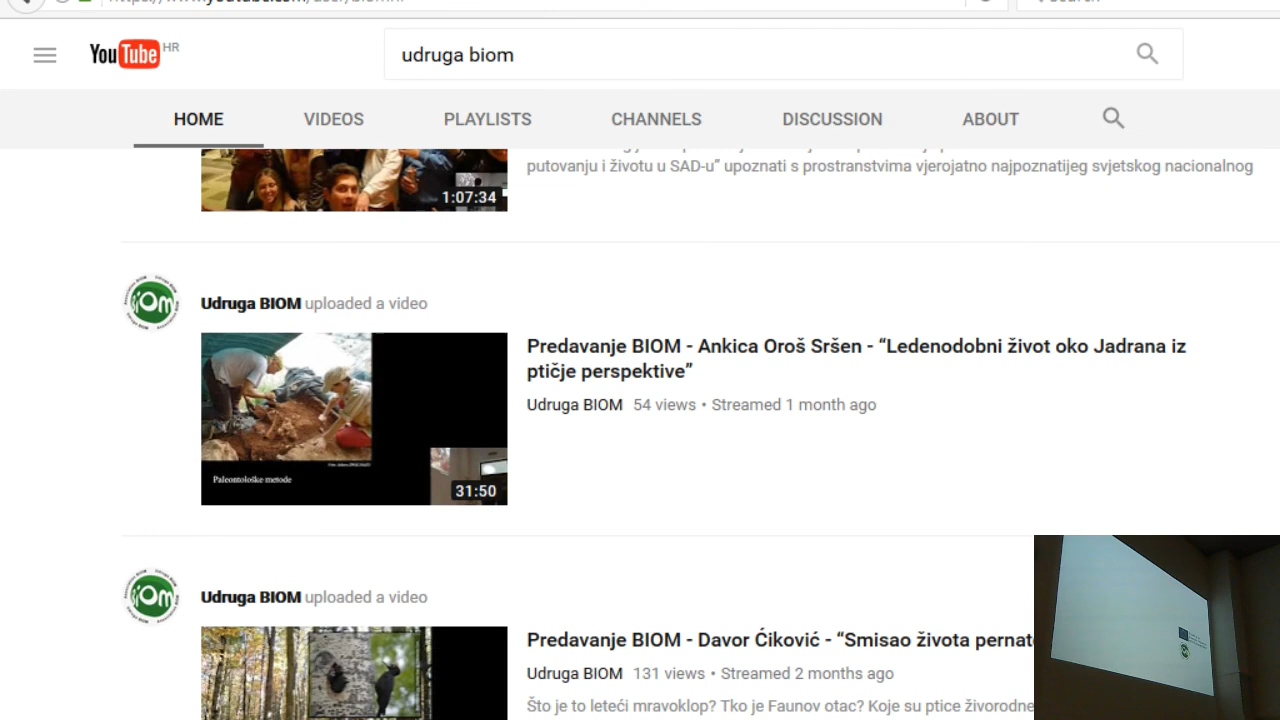 YouTube HR
udruga biom
HOME VIDEOS PLAYLISTS CHANNELS DISCUSSION ABOUT
putovanju i životu u SAD-u” upoznati s prostranstvima vjerojatno najpoznatijeg svjetskog nacionalnog
1:07:34
BIOM
Udruga BIOM uploaded a video
Predavanje BIOM - Ankica Oroš Sršen - “Ledenodobni život oko Jadrana iz
ptičje perspektive”
Udruga BIOM 54 views • Streamed 1 month ago
Paleontološke metode
31:50
BIOM
Udruga BIOM uploaded a video
Predavanje BIOM - Davor Ćiković - “Smisao života pernat
Udruga BIOM 131 views • Streamed 2 months ago
Što je to leteći mravoklop? Tko je Faunov otac? Koje su ptice živorodne